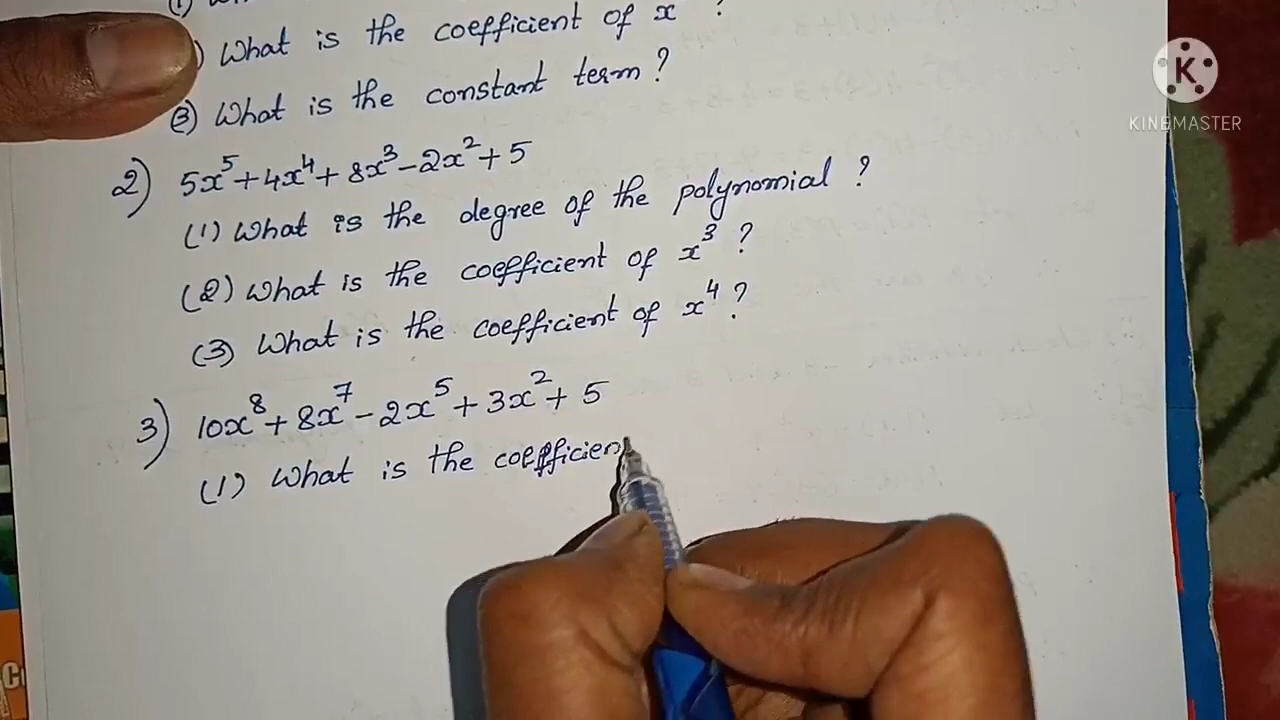 What is the coefficient of x ?
(3) What is the constant term?
2) 5x⁵+4x⁴+8x³-2x²+5
(1) What is the degree of the polynomial ?
(2) What is the coefficient of x³ ?
(3) What is the coefficient of x⁴ ?
3) 10x⁸+8x⁷-2x⁵+3x²+5
(1) What is the coefficien
K
KINEMASTER